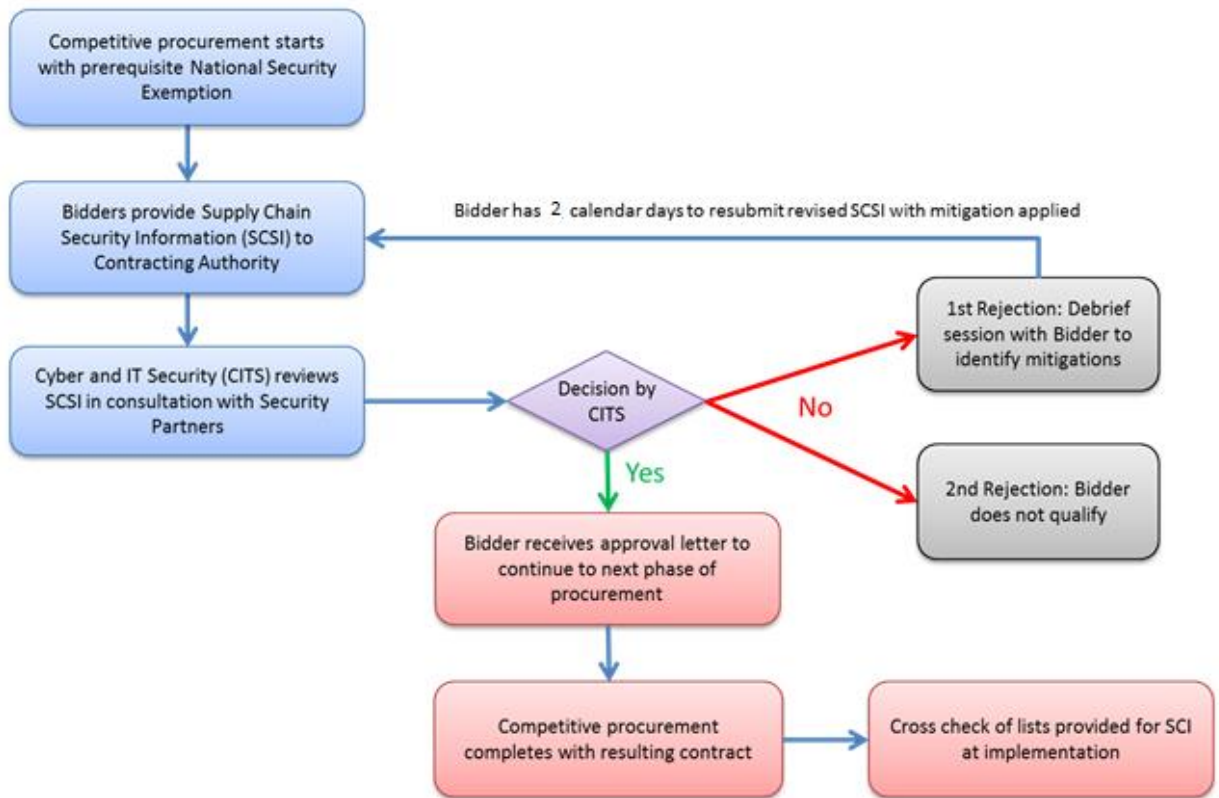 Competitive procurement starts
with prerequisite National Security
Exemption
Bidders provide Supply Chain
Security Information (SCSI) to
Contracting Authority
Bidder has 2 calendar days to resubmit revised SCSI with mitigation applied
1st Rejection: Debrief
session with Bidder to
identify mitigations
Cyber and IT Security (CITS) reviews
SCSI in consultation with Security
Partners
Decision by
CITS
No
Yes
2nd Rejection: Bidder
does not qualify
Bidder receives approval letter to
continue to next phase of
procurement
Competitive procurement
completes with resulting contract
Cross check of lists provided for SCI
at implementation